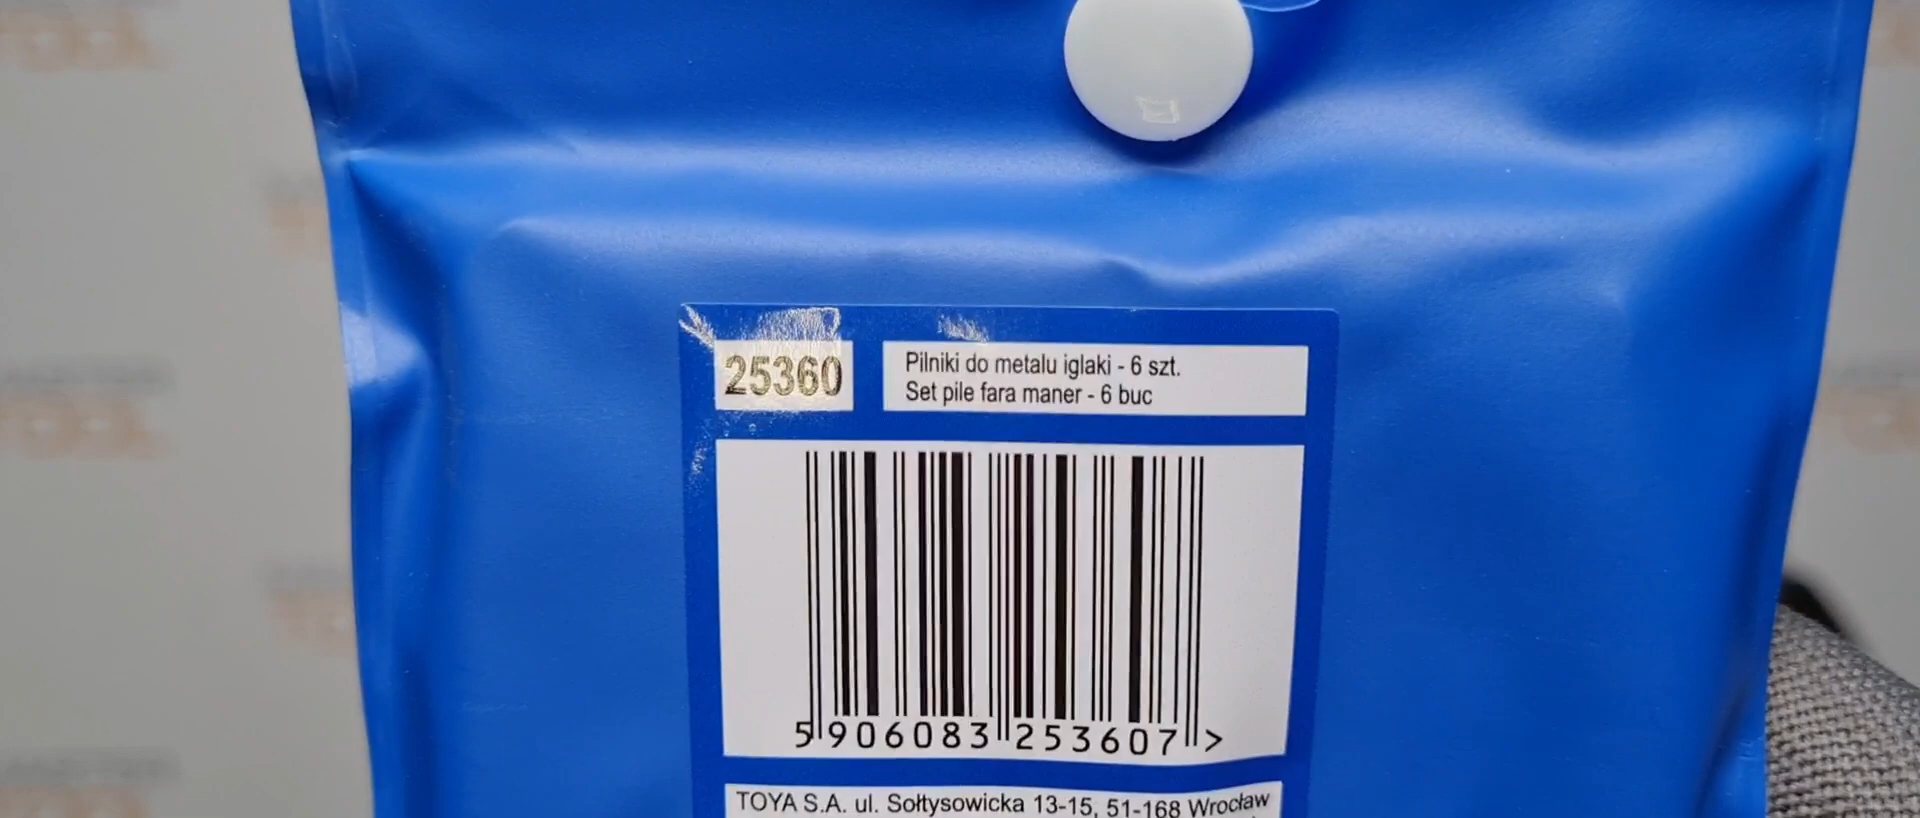 25360
Pilniki do metalu iglaki - 6 szt.
Set pile fara maner - 6 buc
5 906083 253607 >
TOYA S.A. ul. Sołtysowicka 13-15, 51-168 Wrocław